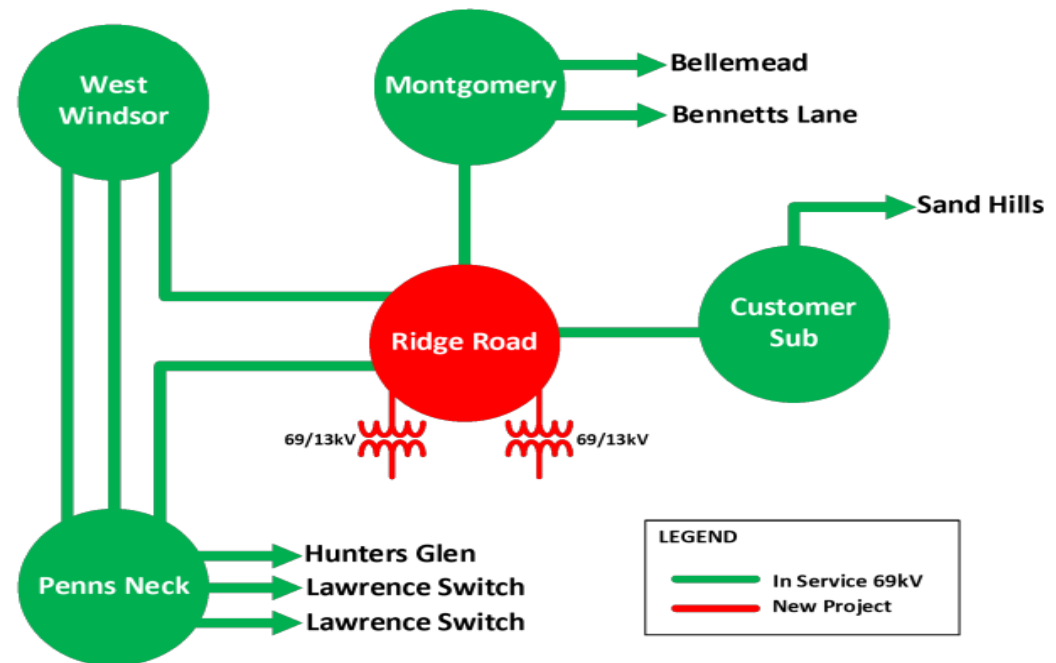 West
Windsor
Montgomery
Bellemead
Bennetts Lane
Sand Hills
Customer
Sub
Ridge Road
69/13kV
69/13kV
Penns Neck
Hunters Glen
Lawrence Switch
Lawrence Switch
LEGEND
In Service 69kV
New Project